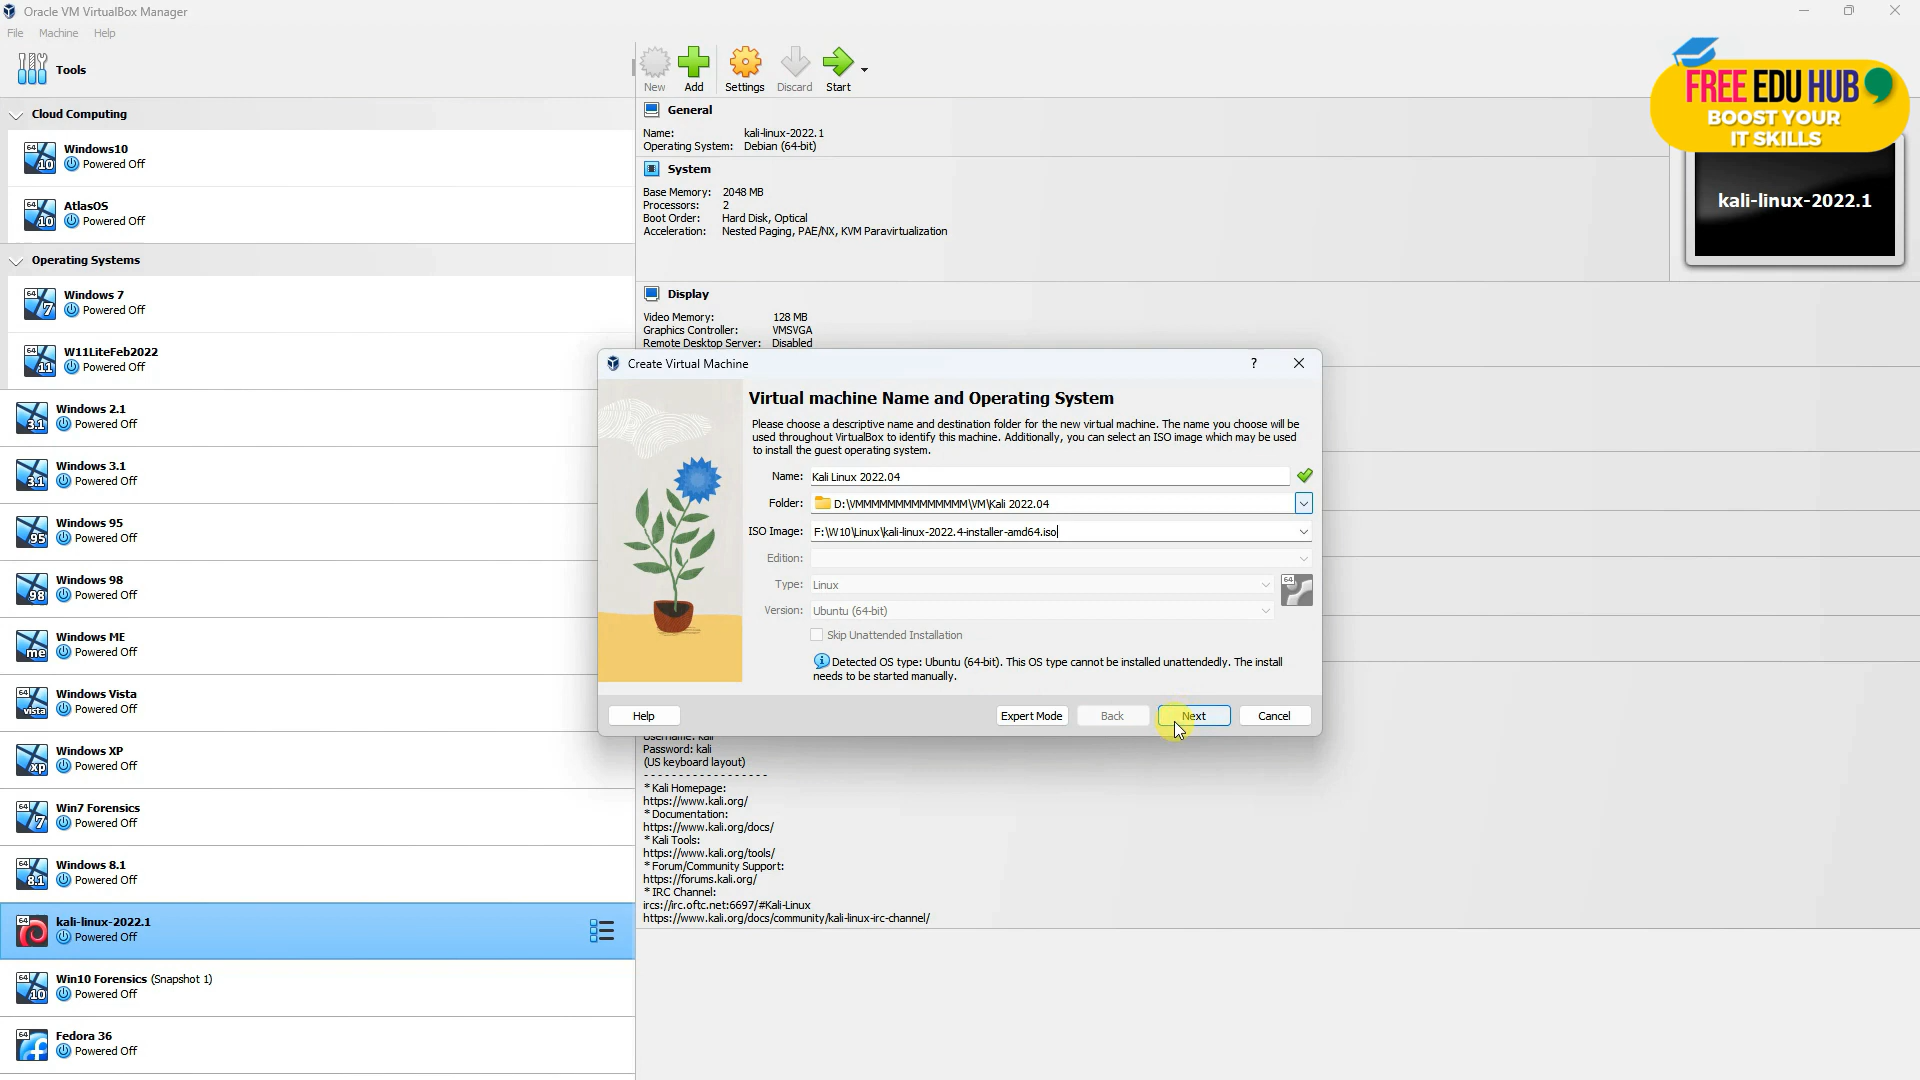 Oracle VM VirtualBox Manager
File Machine Help
Tools
New Add Settings Discard Start
FREE EDU HUB
BOOST YOUR
IT SKILLS
Cloud Computing
Windows10
Powered Off
AtlasOS
Powered Off
Operating Systems
Windows 7
Powered Off
W11LiteFeb2022
Powered Off
Windows 2.1
Powered Off
Windows 3.1
Powered Off
Windows 95
Powered Off
Windows 98
Powered Off
Windows ME
Powered Off
Windows Vista
Powered Off
Windows XP
Powered Off
Win7 Forensics
Powered Off
Windows 8.1
Powered Off
kali-linux-2022.1
Powered Off
Win10 Forensics (Snapshot 1)
Powered Off
Fedora 36
Powered Off
General
Name: kali-linux-2022.1
Operating System: Debian (64-bit)
System
Base Memory: 2048 MB
Processors: 2
Boot Order: Hard Disk, Optical
Acceleration: Nested Paging, PAE/NX, KVM Paravirtualization
kali-linux-2022.1
Display
Video Memory: 128 MB
Graphics Controller: VMSVGA
Remote Desktop Server: Disabled
Create Virtual Machine
Virtual machine Name and Operating System
Please choose a descriptive name and destination folder for the new virtual machine. The name you choose will be
used throughout VirtualBox to identify this machine. Additionally, you can select an ISO image which may be used
to install the guest operating system.
Name: Kali Linux 2022.04
Folder: D:\VMMMMMMMMMMMMMM\VM\Kali 2022.04
ISO Image: F:\W10\Linux\kali-linux-2022.4-installer-amd64.iso
Edition:
Type: Linux
Version: Ubuntu (64-bit)
Skip Unattended Installation
Detected OS type: Ubuntu (64-bit). This OS type cannot be installed unattendedly. The install
needs to be started manually.
Help Expert Mode Back Next Cancel
Username: kali
Password: kali
(US keyboard layout)
- - - - - - - - - - - - - - - - - - -
* Kali Homepage:
https://www.kali.org/
* Documentation:
https://www.kali.org/docs/
* Kali Tools:
https://www.kali.org/tools/
* Forum/Community Support:
https://forums.kali.org/
* IRC Channel:
ircs://irc.oftc.net:6697/#Kali-Linux
https://www.kali.org/docs/community/kali-linux-irc-channel/